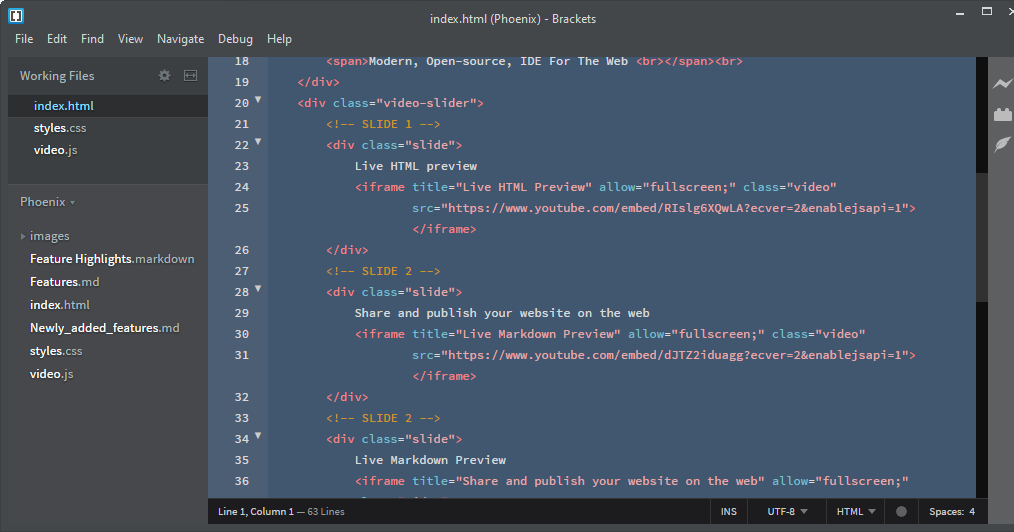 index.html (Phoenix) - Brackets
File Edit Find View Navigate Debug Help
Working Files
index.html
styles.css
video.js
Phoenix
images
Feature Highlights.markdown
Features.md
index.html
Newly_added_features.md
styles.css
video.js
18 <span>Modern, Open-source, IDE For The Web <br></span><br>
19 </div>
20 <div class="video-slider">
21 <!-- SLIDE 1 -->
22 <div class="slide">
23 Live HTML preview
24 <iframe title="Live HTML Preview" allow="fullscreen;" class="video"
25 src="https://www.youtube.com/embed/RIslg6XQwLA?ecver=2&enablejsapi=1">
</iframe>
26 </div>
27 <!-- SLIDE 2 -->
28 <div class="slide">
29 Share and publish your website on the web
30 <iframe title="Live Markdown Preview" allow="fullscreen;" class="video"
31 src="https://www.youtube.com/embed/dJTZ2iduagg?ecver=2&enablejsapi=1">
</iframe>
32 </div>
33 <!-- SLIDE 2 -->
34 <div class="slide">
35 Live Markdown Preview
36 <iframe title="Share and publish your website on the web" allow="fullscreen;"
Line 1, Column 1 — 63 Lines INS UTF-8 HTML Spaces: 4